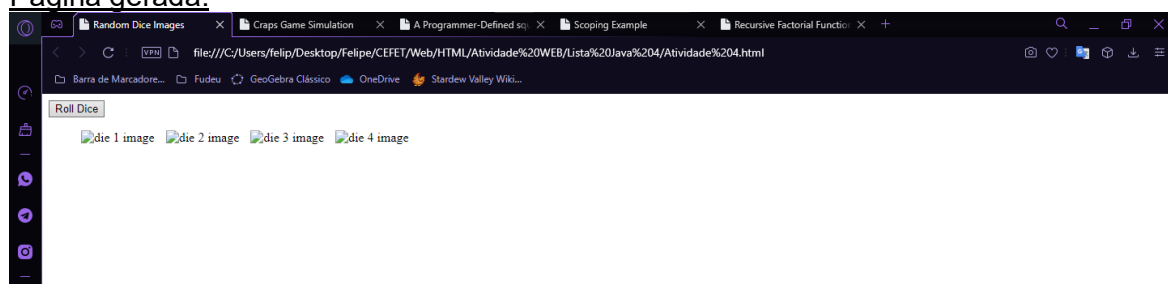 Página gerada:
Random Dice Images Craps Game Simulation A Programmer-Defined squ Scoping Example Recursive Factorial Function
VPN file:///C:/Users/felip/Desktop/Felipe/CEFET/Web/HTML/Atividade%20WEB/Lista%20Java%204/Atividade%204.html
Barra de Marcadore... Fudeu GeoGebra Clássico OneDrive Stardew Valley Wiki...
Roll Dice
die 1 image die 2 image die 3 image die 4 image